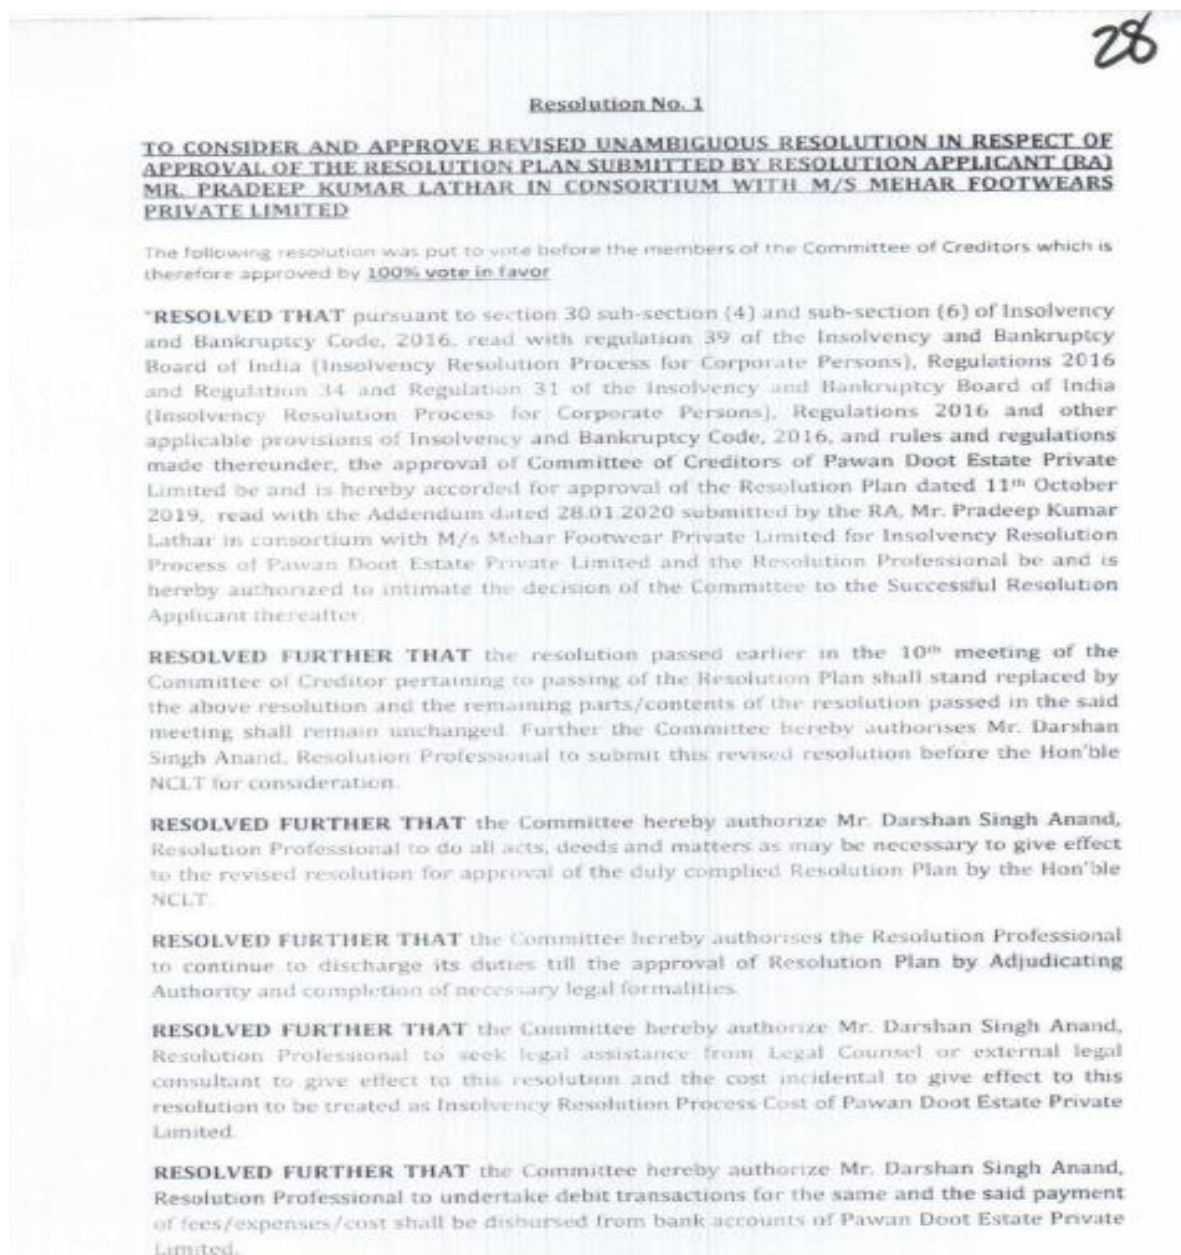 28
Resolution No. 1
TO CONSIDER AND APPROVE REVISED UNAMBIGUOUS RESOLUTION IN RESPECT OF
APPROVAL OF THE RESOLUTION PLAN SUBMITTED BY RESOLUTION APPLICANT (RA)
MR. PRADEEP KUMAR LATHAR IN CONSORTIUM WITH M/S MEHAR FOOTWEARS
PRIVATE LIMITED
The following resolution was put to vote before the members of the Committee of Creditors which is
therefore approved by 100% vote in favor
"RESOLVED THAT pursuant to section 30 sub-section (4) and sub-section (6) of Insolvency
and Bankruptcy Code, 2016, read with regulation 39 of the Insolvency and Bankruptcy
Board of India (Insolvency Resolution Process for Corporate Persons), Regulations 2016
and Regulation 34 and Regulation 31 of the Insolvency and Bankruptcy Board of India
(Insolvency Resolution Process for Corporate Persons), Regulations 2016 and other
applicable provisions of Insolvency and Bankruptcy Code, 2016, and rules and regulations
made thereunder, the approval of Committee of Creditors of Pawan Doot Estate Private
Limited be and is hereby accorded for approval of the Resolution Plan dated 11th October
2019, read with the Addendum dated 28.01.2020 submitted by the RA, Mr. Pradeep Kumar
Lathar in consortium with M/s Mehar Footwear Private Limited for Insolvency Resolution
Process of Pawan Doot Estate Private Limited and the Resolution Professional be and is
hereby authorized to intimate the decision of the Committee to the Successful Resolution
Applicant thereafter.
RESOLVED FURTHER THAT the resolution passed earlier in the 10th meeting of the
Committee of Creditor pertaining to passing of the Resolution Plan shall stand replaced by
the above resolution and the remaining parts/contents of the resolution passed in the said
meeting shall remain unchanged. Further the Committee hereby authorises Mr. Darshan
Singh Anand, Resolution Professional to submit this revised resolution before the Hon'ble
NCLT for consideration.
RESOLVED FURTHER THAT the Committee hereby authorize Mr. Darshan Singh Anand,
Resolution Professional to do all acts, deeds and matters as may be necessary to give effect
to the revised resolution for approval of the duly complied Resolution Plan by the Hon'ble
NCLT.
RESOLVED FURTHER THAT the Committee hereby authorises the Resolution Professional
to continue to discharge its duties till the approval of Resolution Plan by Adjudicating
Authority and completion of necessary legal formalities.
RESOLVED FURTHER THAT the Committee hereby authorize Mr. Darshan Singh Anand,
Resolution Professional to seek legal assistance from Legal Counsel or external legal
consultant to give effect to this resolution and the cost incidental to give effect to this
resolution to be treated as Insolvency Resolution Process Cost of Pawan Doot Estate Private
Limited.
RESOLVED FURTHER THAT the Committee hereby authorize Mr. Darshan Singh Anand,
Resolution Professional to undertake debit transactions for the same and the said payment
of fees/expenses/cost shall be disbursed from bank accounts of Pawan Doot Estate Private
Limited.